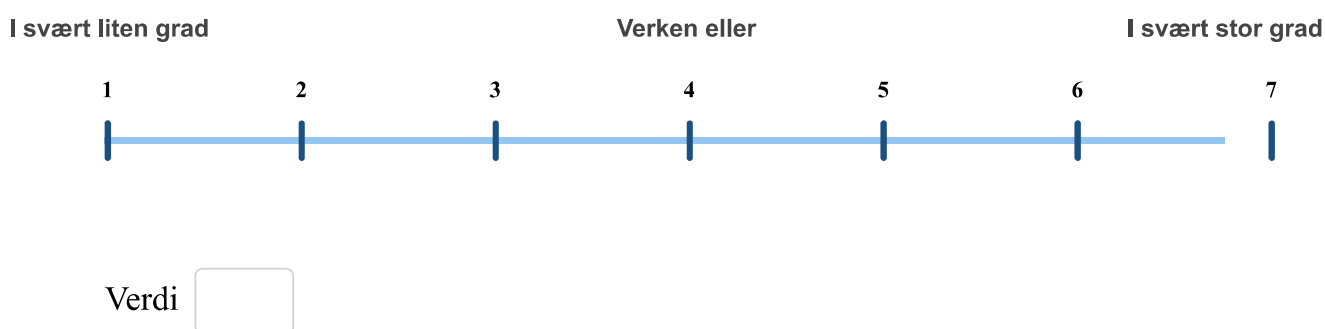 I svært liten grad Verken eller I svært stor grad
1 2 3 4 5 6 7
Verdi